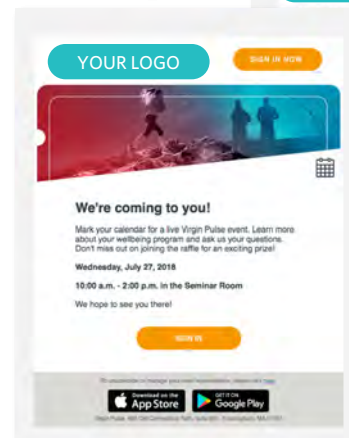 YOUR LOGO
SIGN IN NOW
We're coming to you!
Mark your calendar for a live Virgin Pulse event. Learn more
about your wellbeing program and ask us your questions.
Don't miss out on joining the raffle for an exciting prize!
Wednesday, July 27, 2018
10:00 a.m. - 2:00 p.m. in the Seminar Room
We hope to see you there!
SIGN IN
Download on the
App Store
GET IT ON
Google Play